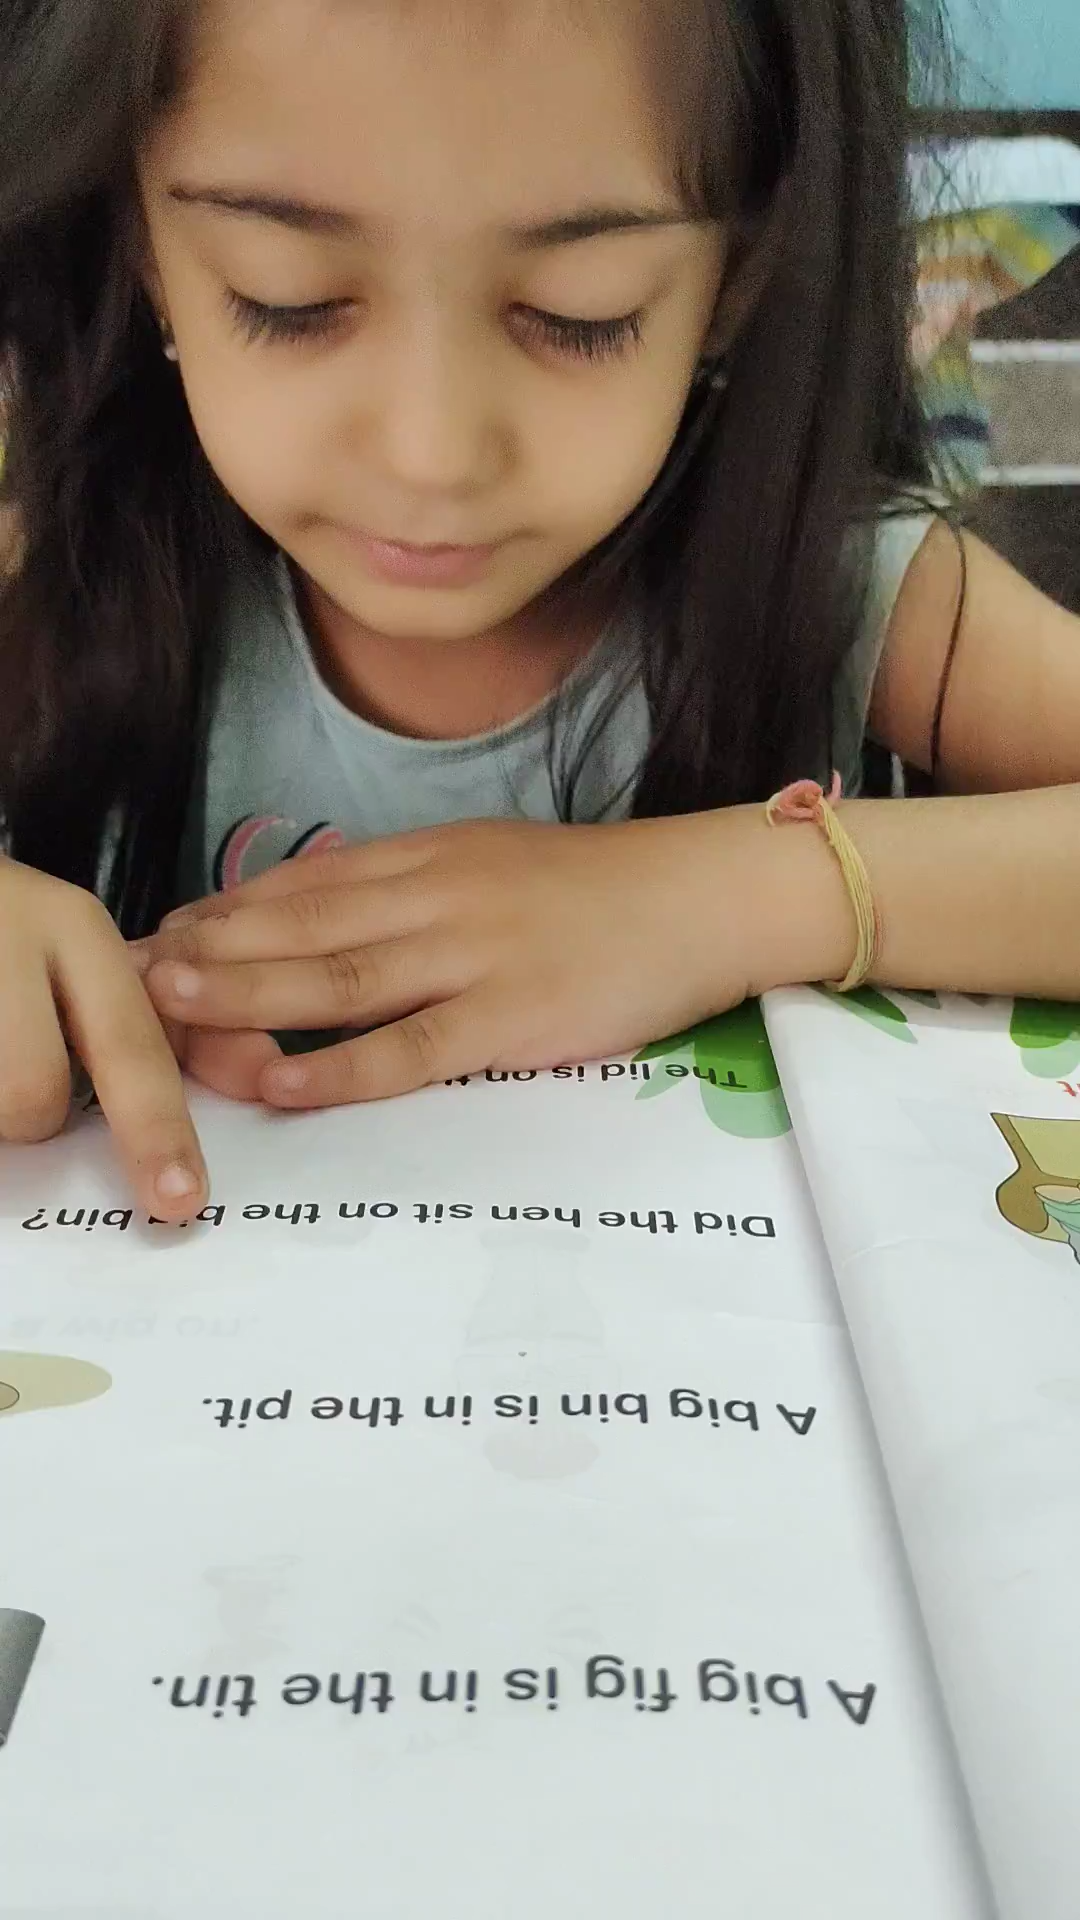 A big fig is in the tin.
A big bin is in the pit.
Did the hen sit on the big bin?
The lid is on